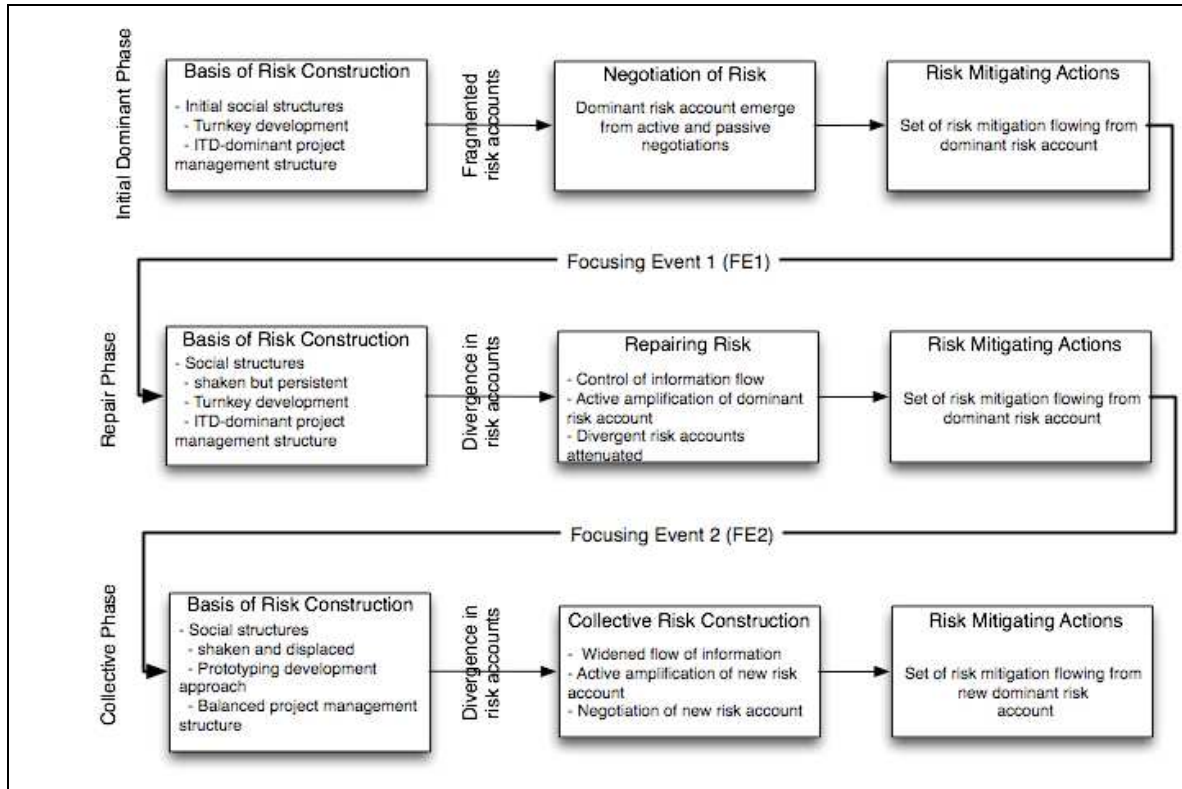 Initial Dominant Phase
Basis of Risk Construction
- Initial social structures
- Turnkey development
- ITD-dominant project
management structure
Fragmented
risk accounts
Negotiation of Risk
Dominant risk account emerge
from active and passive
negotiations
Risk Mitigating Actions
Set of risk mitigation flowing from
dominant risk account
Focusing Event 1 (FE1)
Repair Phase
Basis of Risk Construction
- Social structures
- shaken but persistent
- Turnkey development
- ITD-dominant project
management structure
Divergence in
risk accounts
Repairing Risk
- Control of information flow
- Active amplification of dominant
risk account
- Divergent risk accounts
attenuated
Risk Mitigating Actions
Set of risk mitigation flowing from
dominant risk account
Focusing Event 2 (FE2)
Collective Phase
Basis of Risk Construction
- Social structures
- shaken and displaced
- Prototyping development
approach
- Balanced project management
structure
Divergence in
risk accounts
Collective Risk Construction
- Widened flow of information
- Active amplification of new risk
account
- Negotiation of new risk account
Risk Mitigating Actions
Set of risk mitigation flowing from
new dominant risk
account